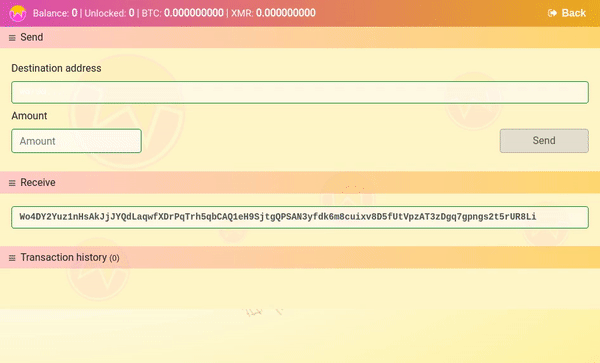 Balance: 0 | Unlocked: 0 | BTC: 0.000000000 | XMR: 0.000000000 Back
Send
Destination address
Amount
Amount Send
Receive
Wo4DY2Yuz1nHsAkJjJYQdLaqwfXDrPqTrh5qbCAQ1eH9SjtgQPSAN3yfdk6m8cuixv8D5fUtVpzAT3zDgq7gpngs2t5rUR8Li
Transaction history (0)